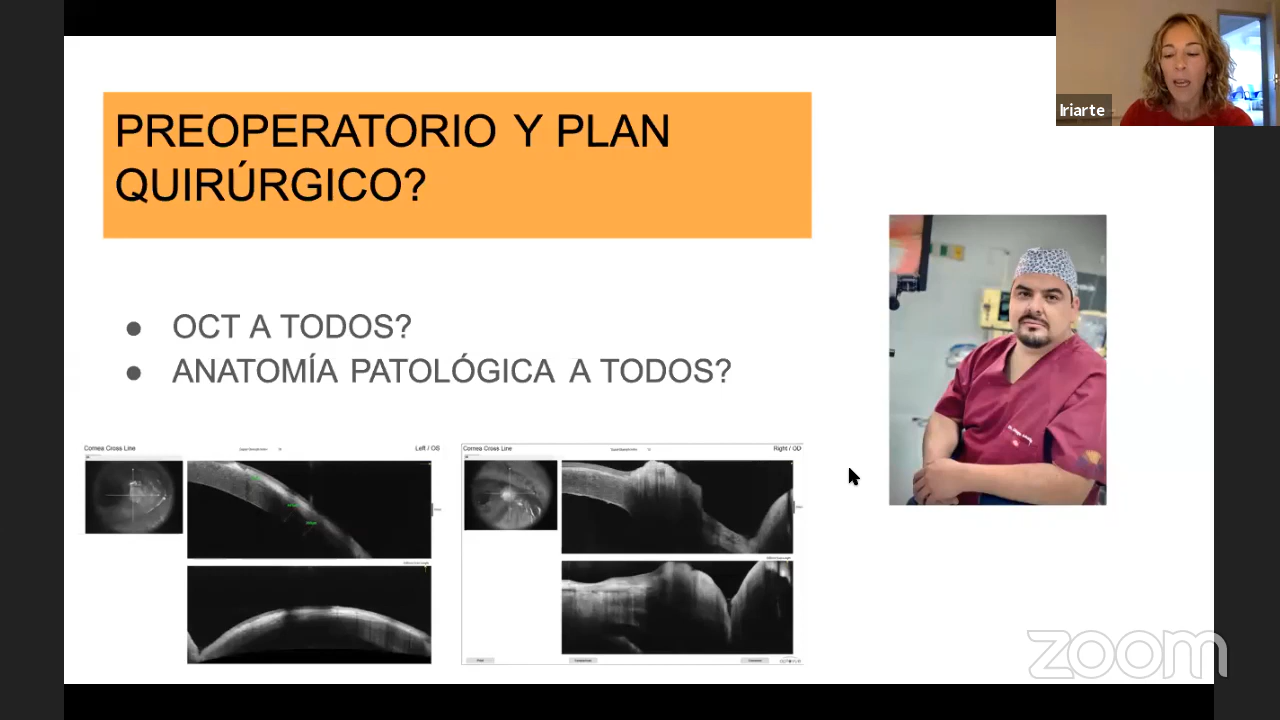 Iriarte
PREOPERATORIO Y PLAN
QUIRÚRGICO?
● OCT A TODOS?
● ANATOMÍA PATOLÓGICA A TODOS?
Cornea Cross Line
Left / OS
Cornea Cross Line
Right / OD
zoom